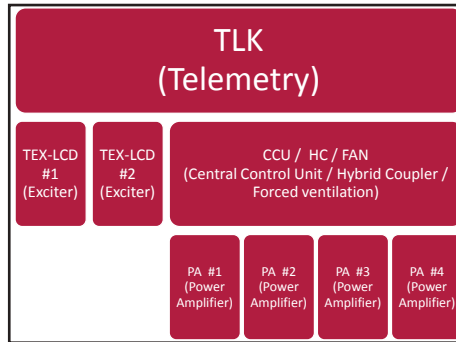 TLK
(Telemetry)
TEX-LCD
#1
(Exciter)
TEX-LCD
#2
(Exciter)
CCU / HC / FAN
(Central Control Unit / Hybrid Coupler /
Forced ventilation)
PA #1
(Power
Amplifier)
PA #2
(Power
Amplifier)
PA #3
(Power
Amplifier)
PA #4
(Power
Amplifier)